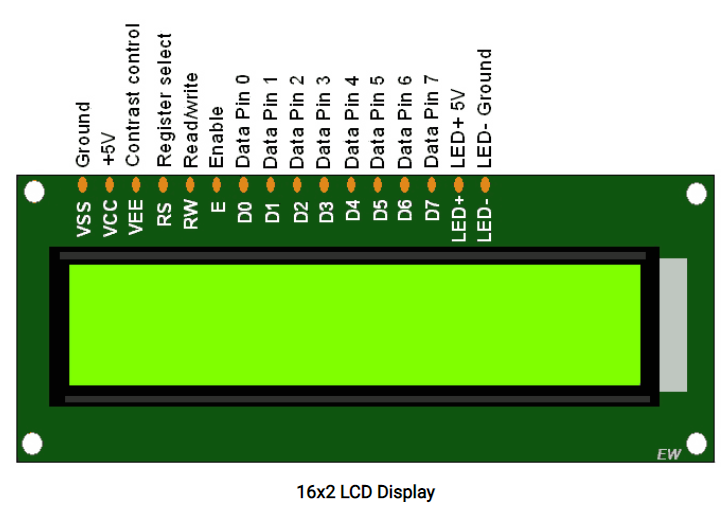 Ground
+5V
Contrast control
Register select
Read/write
Enable
Data Pin 0
Data Pin 1
Data Pin 2
Data Pin 3
Data Pin 4
Data Pin 5
Data Pin 6
Data Pin 7
LED+ 5V
LED- Ground
VSS
VCC
VEE
RS
RW
E
D0
D1
D2
D3
D4
D5
D6
D7
LED+
LED-
EW
16x2 LCD Display